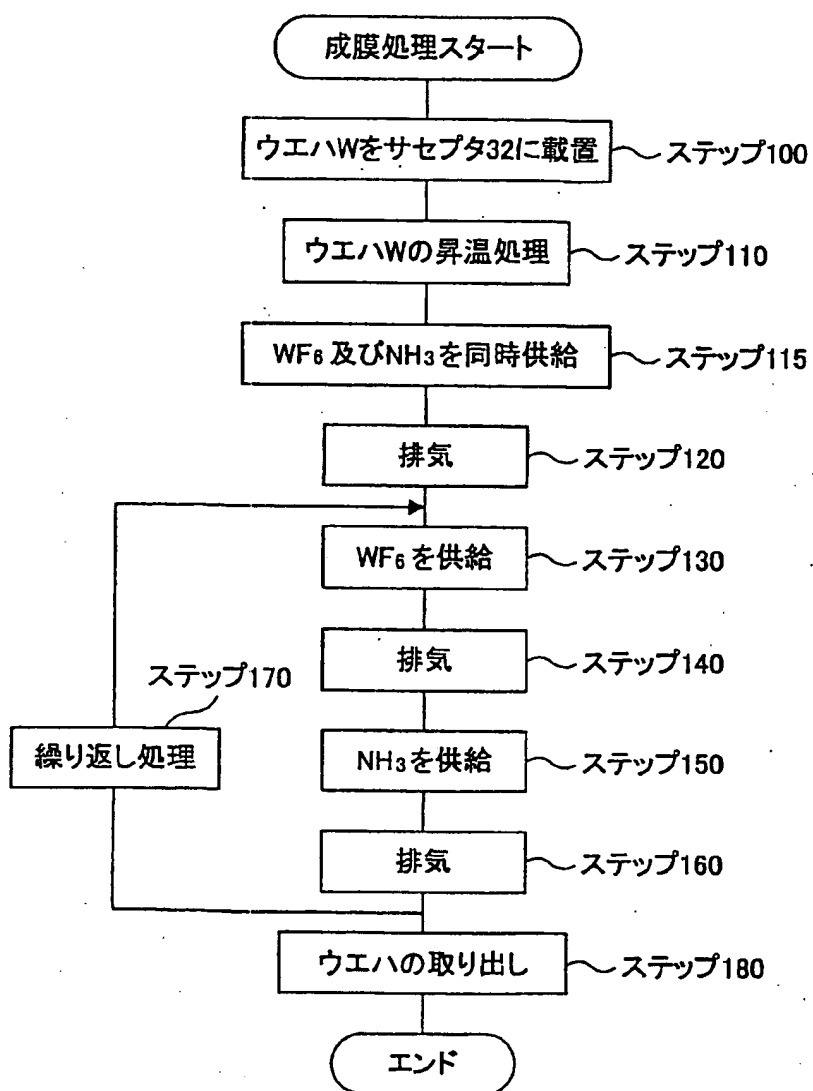 成膜処理スタート
ウエハWをサセプタ32に載置
ステップ100
ウエハWの昇温処理
ステップ110
WF₆及びNH₃を同時供給
ステップ115
排気
ステップ120
WF₆を供給
ステップ130
排気
ステップ140
ステップ170
繰り返し処理
NH₃を供給
ステップ150
排気
ステップ160
ウエハの取り出し
ステップ180
エンド